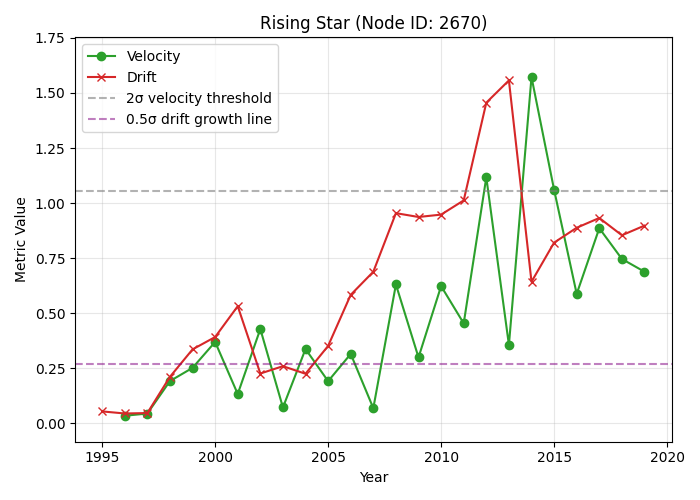 Rising Star (Node ID: 2670)
Velocity
Drift
2σ velocity threshold
0.5σ drift growth line
Metric Value
1.75
1.50
1.25
1.00
0.75
0.50
0.25
0.00
1995
2000
2005
2010
2015
2020
Year